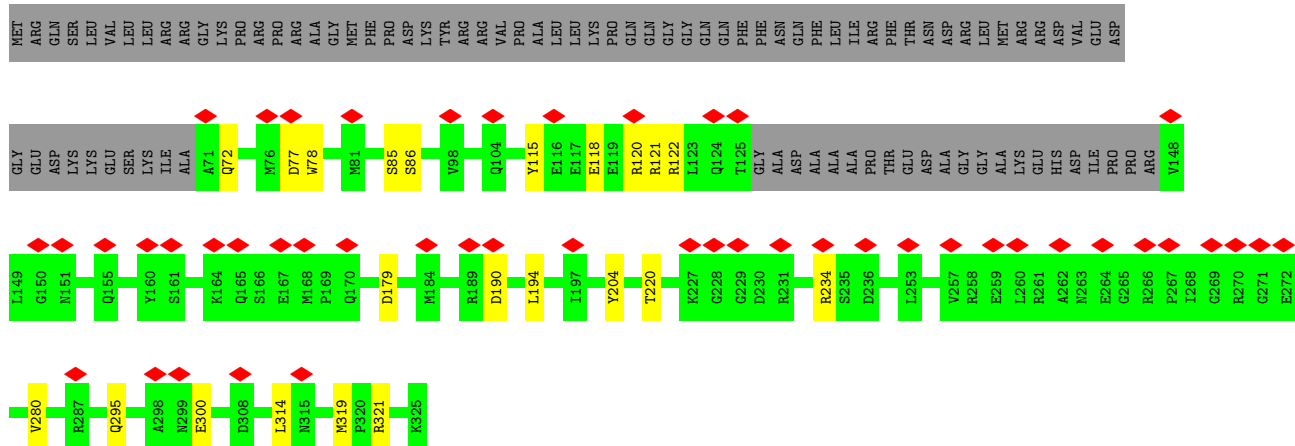 MET ARG GLN SER LEU VAL LEU LEU ARG ARG GLY LYS PRO ARG PRO ARG ALA GLY MET PHE PRO ASP LYS TYR ARG ARG VAL PRO ALA LEU LEU LYS PRO GLN GLN GLY GLY GLN GLN PHE PHE ASN GLN PHE LEU ILE ARG PHE THR ASN ASP ARG LEU MET ARG ARG ASP VAL GLU ASP
GLY GLU ASP LYS LYS GLU SER LYS ILE ALA A71 Q72 M76 D77 W78 M81 S85 S86 V98 Q104 Y115 E116 E117 E118 E119 R120 R121 R122 L123 Q124 T125 GLY ALA ASP ALA ALA ALA PRO THR GLU ASP ALA GLY GLY ALA LYS GLU HIS ASP ILE PRO PRO ARG V148
L149 G150 N151 Q155 Y160 S161 K164 Q165 S166 E167 M168 P169 Q170 D179 M184 R189 D190 L194 I197 Y204 T220 K227 G228 G229 D230 R231 R234 S235 D236 L253 V257 R258 E259 L260 R261 A262 N263 E264 G265 R266 P267 I268 G269 R270 G271 E272
V280 R287 Q295 A298 N299 E300 D308 L314 N315 M319 P320 R321 K325